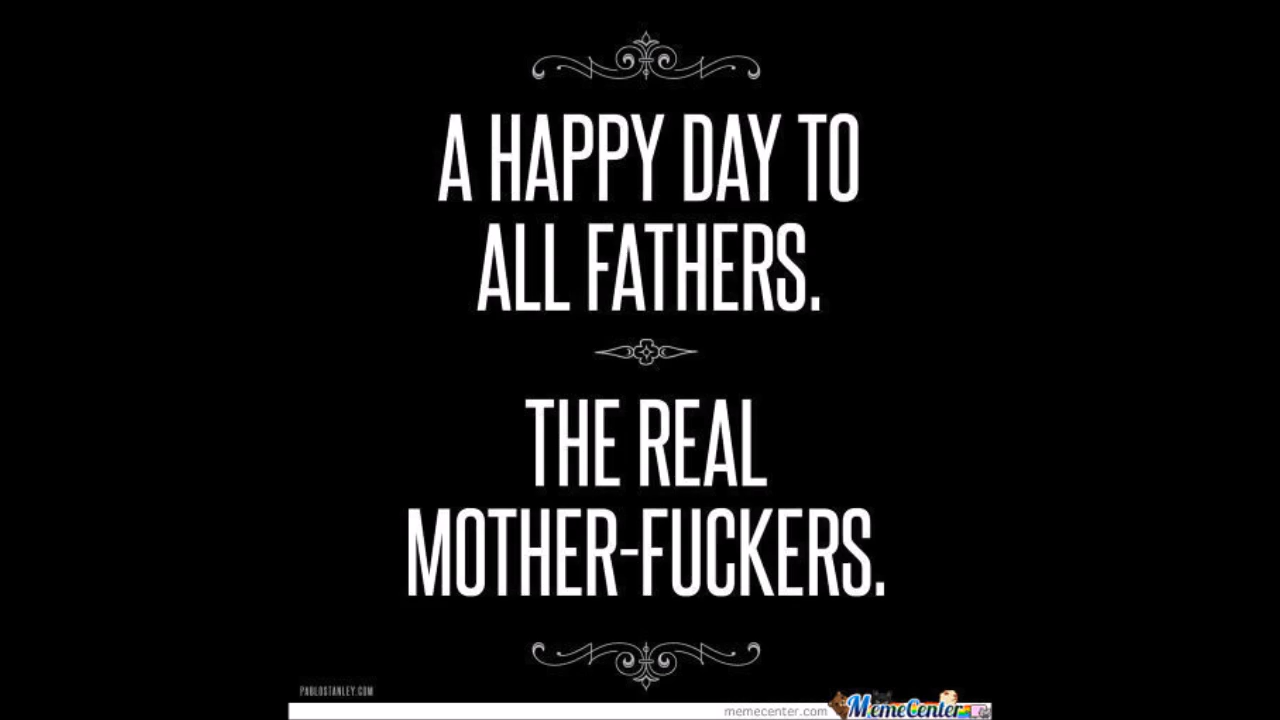 A HAPPY DAY TO
ALL FATHERS.
THE REAL
MOTHER-FUCKERS.
PABLOSTANLEY.COM
memecenter.com MemeCenter